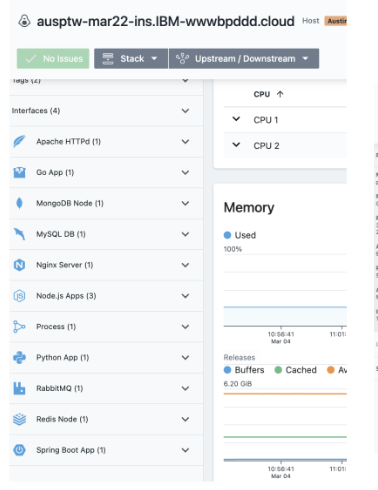 ausptw-mar22-ins.IBM-wwwbpddd.cloud Host Austin
No Issues Stack Upstream / Downstream
Tags (2)
Interfaces (4)
Apache HTTPd (1)
Go App (1)
MongoDB Node (1)
MySQL DB (1)
Nginx Server (1)
Node.js Apps (3)
Process (1)
Python App (1)
RabbitMQ (1)
Redis Node (1)
Spring Boot App (1)
CPU ↑
CPU 1
CPU 2
Memory
Used
100%
10:56:41
Mar 04
11:01:
Releases
Buffers Cached Av
6.20 GiB
10:56:41
Mar 04
11:01